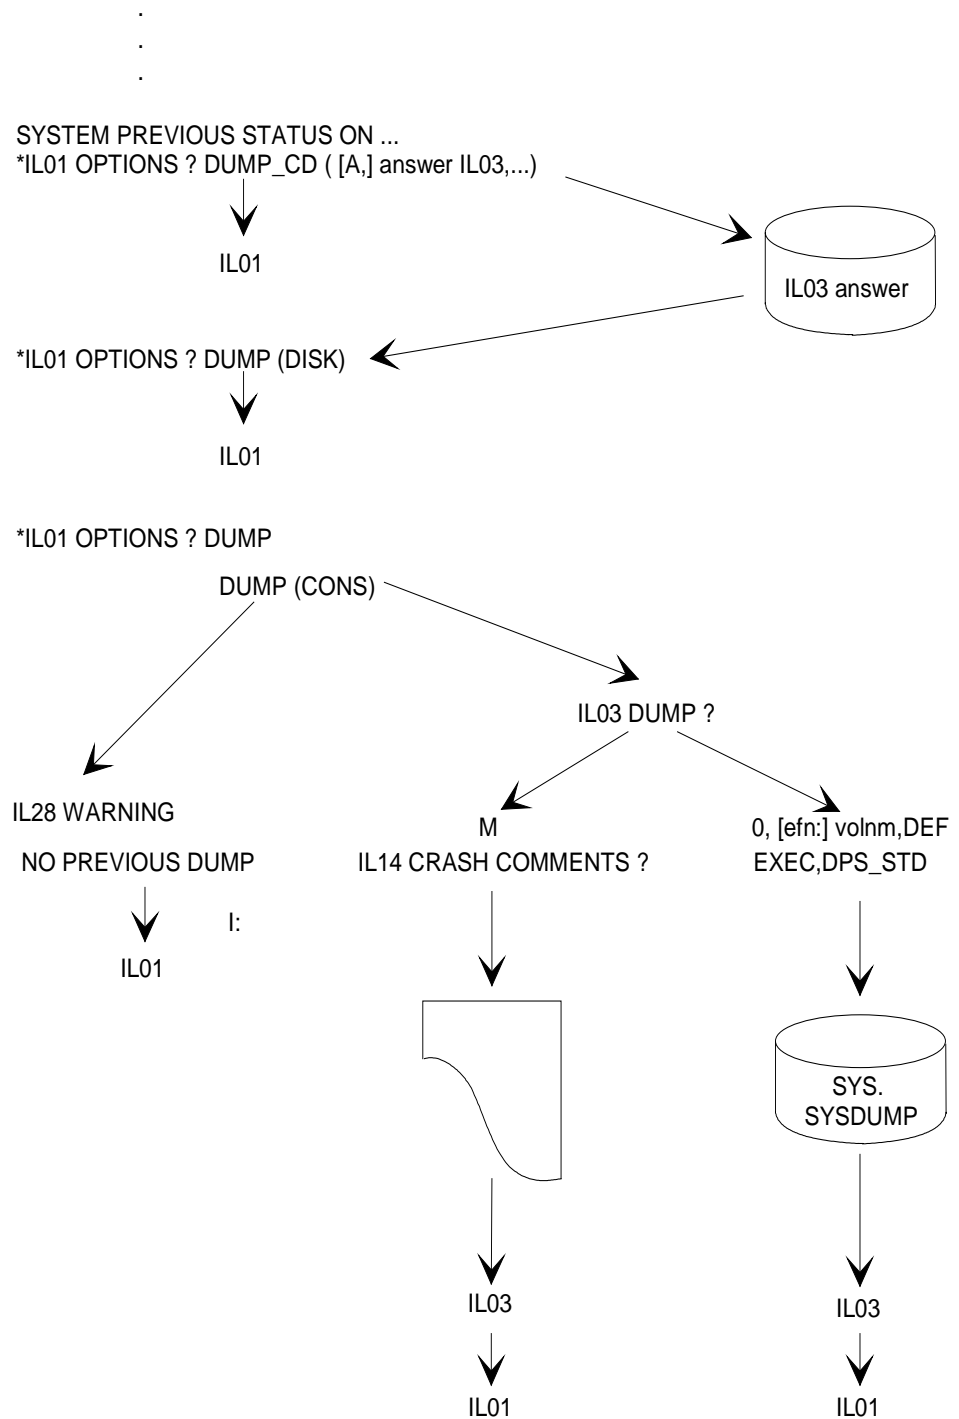 .
.
.
SYSTEM PREVIOUS STATUS ON ...
*IL01 OPTIONS ? DUMP_CD ( [A,] answer IL03,...)
IL01
IL03 answer
*IL01 OPTIONS ? DUMP (DISK)
IL01
*IL01 OPTIONS ? DUMP
DUMP (CONS)
IL03 DUMP ?
IL28 WARNING
NO PREVIOUS DUMP
I:
IL01
M
IL14 CRASH COMMENTS ?
0, [efn:] volnm,DEF
EXEC,DPS_STD
SYS.
SYSDUMP
IL03
IL03
IL01
IL01